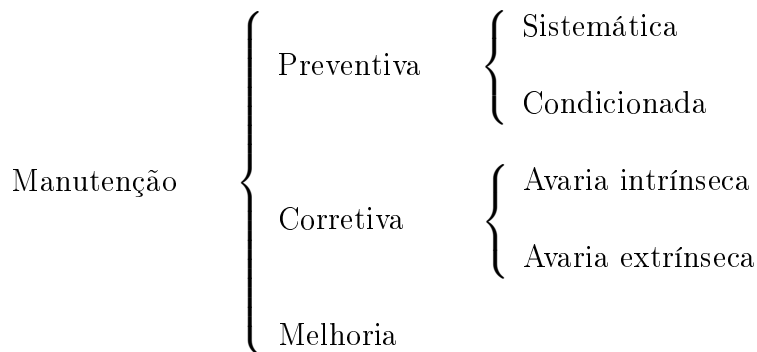 Manutenção
Preventiva
Sistemática
Condicionada
Corretiva
Avaria intrínseca
Avaria extrínseca
Melhoria